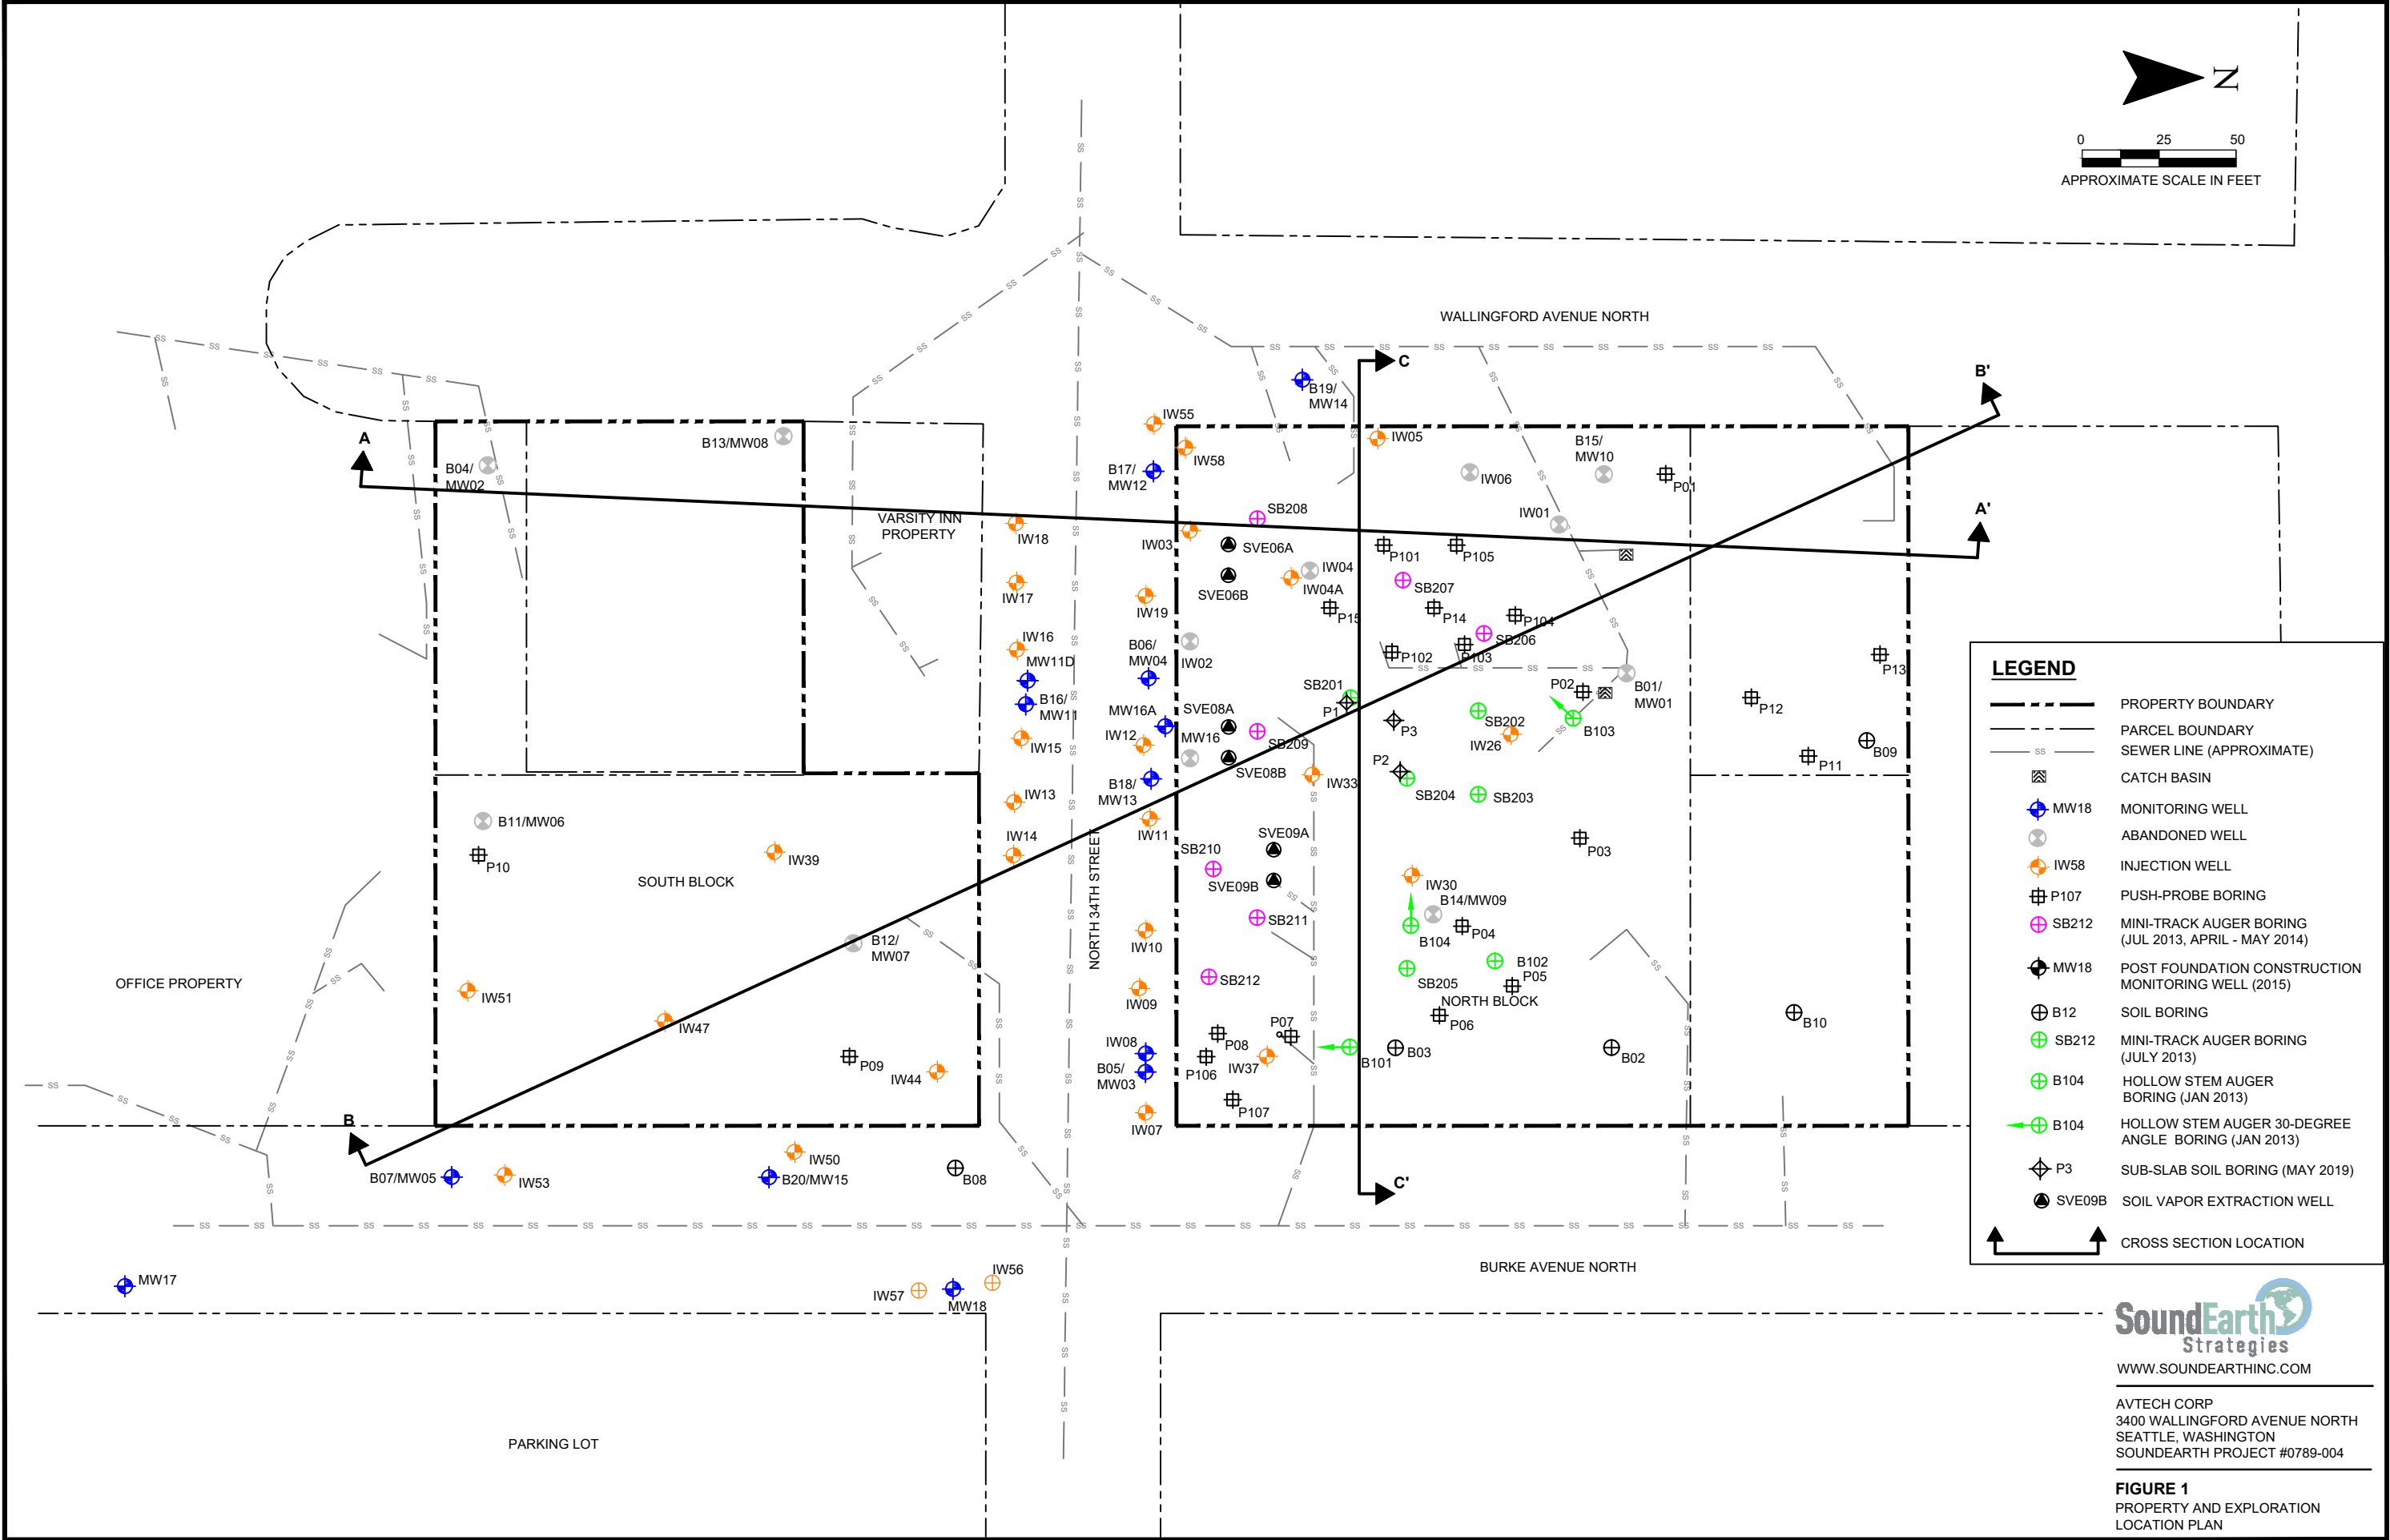 N
0 25 50
APPROXIMATE SCALE IN FEET
WALLINGFORD AVENUE NORTH
C
B'
B19/
MW14
IW55
IW05
A
B13/MW08
IW58
B15/
MW10
B04/
MW02
B17/
MW12
IW06
P01
SB208
IW01
A'
VARSITY INN
PROPERTY
IW18
IW03
SVE06A
P101
P105
IW04
IW04A
SB207
SVE06B
IW17
IW19
P15
P14
P104
IW16
B06/
MW04
IW02
SB206
MW11D
P102
P103
P13
SB201
P02
B01/
MW01
B16/
MW11
MW16A
SVE08A
P1
P3
SB202
B103
P12
IW15
IW12
MW16
SB209
IW26
B09
P2
P11
SVE08B
B18/
MW13
IW33
SB204
SB203
IW13
B11/MW06
IW14
IW11
SVE09A
P03
SB210
P10
IW39
SOUTH BLOCK
SVE09B
IW30
NORTH 34TH STREET
B14/MW09
SB211
B104
P04
IW10
B12/
MW07
B102
P05
OFFICE PROPERTY
SB212
SB205
IW51
IW09
NORTH BLOCK
IW47
P06
B10
P07
IW08
P08
B03
B02
P09
P106
IW37
B101
IW44
B05/
MW03
P107
B
IW07
IW50
B07/MW05
IW53
B20/MW15
B08
C'
MW17
IW56
BURKE AVENUE NORTH
IW57
MW18
PARKING LOT
LEGEND
PROPERTY BOUNDARY
PARCEL BOUNDARY
SS SEWER LINE (APPROXIMATE)
CATCH BASIN
MW18 MONITORING WELL
ABANDONED WELL
IW58 INJECTION WELL
P107 PUSH-PROBE BORING
SB212 MINI-TRACK AUGER BORING
(JUL 2013, APRIL - MAY 2014)
MW18 POST FOUNDATION CONSTRUCTION
MONITORING WELL (2015)
B12 SOIL BORING
SB212 MINI-TRACK AUGER BORING
(JULY 2013)
B104 HOLLOW STEM AUGER
BORING (JAN 2013)
B104 HOLLOW STEM AUGER 30-DEGREE
ANGLE BORING (JAN 2013)
P3 SUB-SLAB SOIL BORING (MAY 2019)
SVE09B SOIL VAPOR EXTRACTION WELL
CROSS SECTION LOCATION
SoundEarth
Strategies
WWW.SOUNDEARTHINC.COM
AVTECH CORP
3400 WALLINGFORD AVENUE NORTH
SEATTLE, WASHINGTON
SOUNDEARTH PROJECT #0789-004
FIGURE 1
PROPERTY AND EXPLORATION
LOCATION PLAN